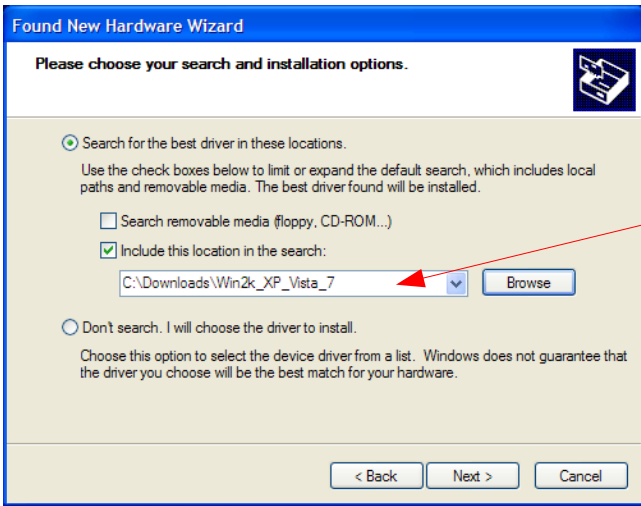 Found New Hardware Wizard
Please choose your search and installation options.
Search for the best driver in these locations.
Use the check boxes below to limit or expand the default search, which includes local
paths and removable media. The best driver found will be installed.
Search removable media (floppy, CD-ROM...)
Include this location in the search:
C:\Downloads\Win2k_XP_Vista_7
Browse
Don't search. I will choose the driver to install.
Choose this option to select the device driver from a list. Windows does not guarantee that
the driver you choose will be the best match for your hardware.
< Back Next > Cancel